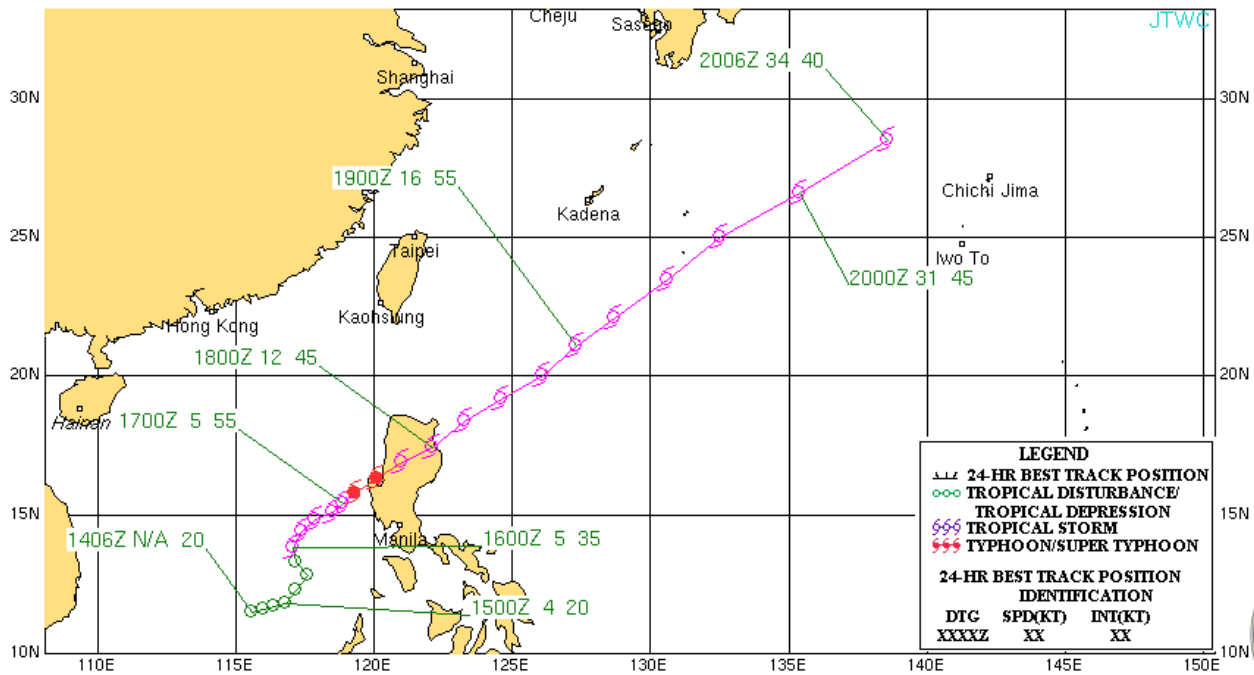 Cheju
Sasebo
JTWC
2006Z 34 40
Shanghai
30N
30N
1900Z 16 55
Chichi Jima
Kadena
25N
Taipei
25N
Iwo To
2000Z 31 45
Hong Kong
Kaohsiung
1800Z 12 45
20N
20N
Hainan
1700Z 5 55
LEGEND
24-HR BEST TRACK POSITION
TROPICAL DISTURBANCE/
TROPICAL DEPRESSION
TROPICAL STORM
TYPHOON/SUPER TYPHOON
15N
15N
1406Z N/A 20
Manila
1600Z 5 35
24-HR BEST TRACK POSITION
IDENTIFICATION
1500Z 4 20
DTG SPD(KT) INT(KT)
XXXXZ XX XX
10N
10N
110E 115E 120E 125E 130E 135E 140E 145E 150E